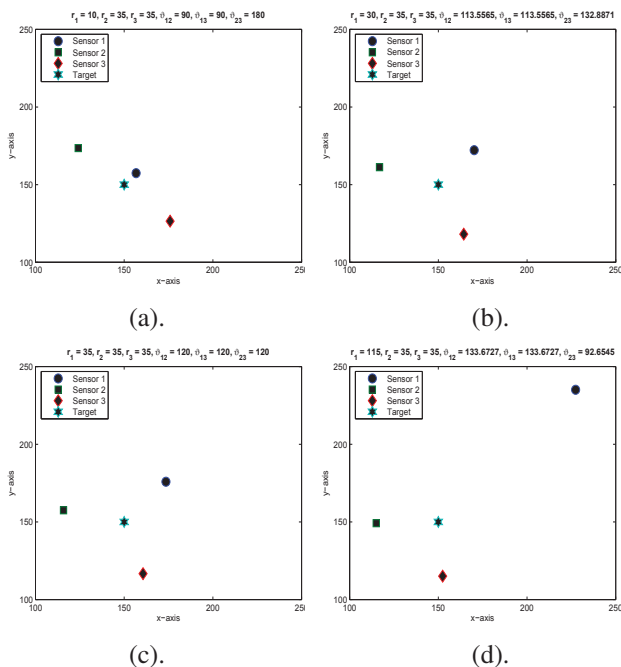 r1 = 10, r2 = 35, r3 = 35, ϑ12 = 90, ϑ13 = 90, ϑ23 = 180
250
200
150
100
100
150
200
250
y−axis
x−axis
Sensor 1
Sensor 2
Sensor 3
Target
(a).
r1 = 30, r2 = 35, r3 = 35, ϑ12 = 113.5565, ϑ13 = 113.5565, ϑ23 = 132.8871
250
200
150
100
100
150
200
250
y−axis
x−axis
Sensor 1
Sensor 2
Sensor 3
Target
(b).
r1 = 35, r2 = 35, r3 = 35, ϑ12 = 120, ϑ13 = 120, ϑ23 = 120
250
200
150
100
100
150
200
250
y−axis
x−axis
Sensor 1
Sensor 2
Sensor 3
Target
(c).
r1 = 115, r2 = 35, r3 = 35, ϑ12 = 133.6727, ϑ13 = 133.6727, ϑ23 = 92.6545
250
200
150
100
100
150
200
250
y−axis
x−axis
Sensor 1
Sensor 2
Sensor 3
Target
(d).